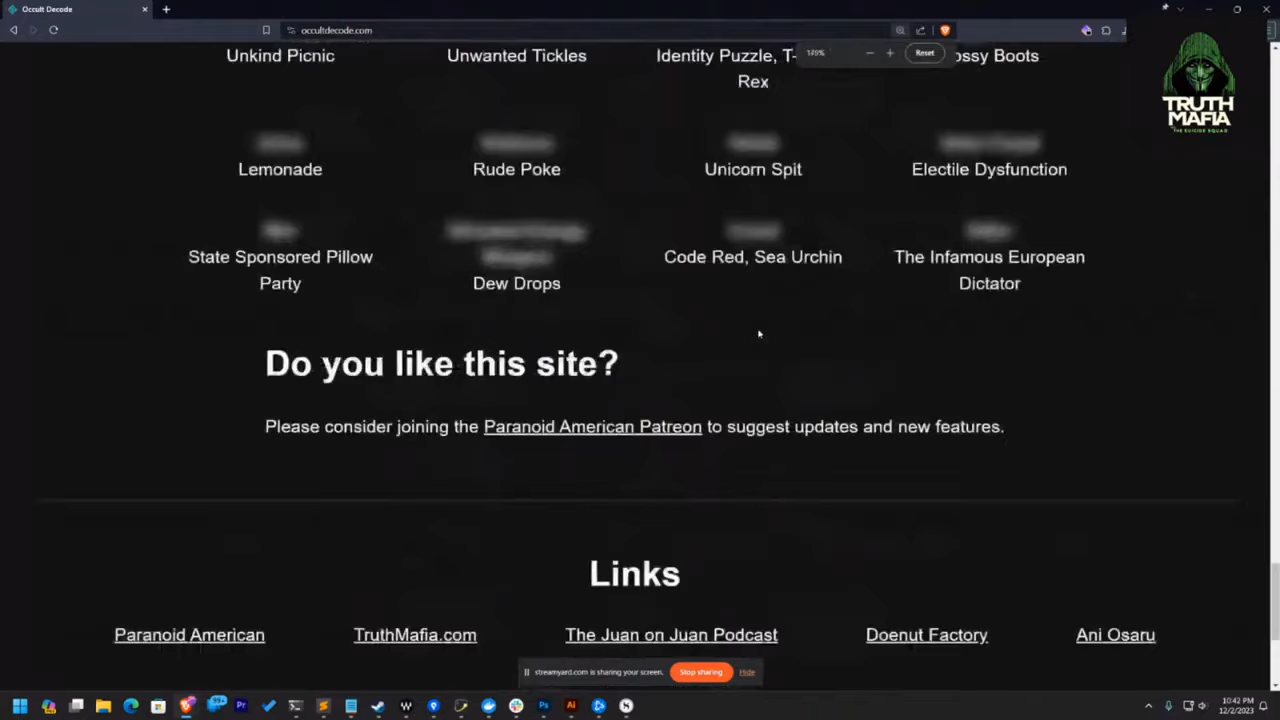 Occult Decode
occultdecode.com
Reset
Unkind Picnic
Unwanted Tickles
Identity Puzzle, T-
Rex
ossy Boots
TRUTH
MAFIA
THE SUICIDE SQUAD
Lemonade
Rude Poke
Unicorn Spit
Electile Dysfunction
State Sponsored Pillow
Party
Dew Drops
Code Red, Sea Urchin
The Infamous European
Dictator
Do you like this site?
Please consider joining the Paranoid American Patreon to suggest updates and new features.
Links
Paranoid American
TruthMafia.com
The Juan on Juan Podcast
Doenut Factory
Ani Osaru
streamyard.com is sharing your screen.
Stop sharing
Hide
99+
10:42 PM
12/2/2023